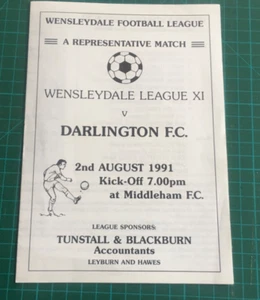 WENSLEYDALE FOOTBALL LEAGUE
A REPRESENTATIVE MATCH
WENSLEYDALE LEAGUE XI
V
DARLINGTON F.C.
2nd AUGUST 1991
Kick-Off 7.00pm
at Middleham F.C.
LEAGUE SPONSORS:
TUNSTALL & BLACKBURN
Accountants
LEYBURN AND HAWES